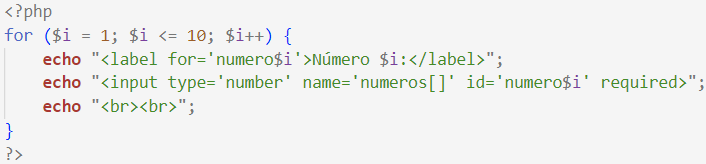 <?php
for ($i = 1; $i <= 10; $i++) {
    echo "<label for='numero$i'>Número $i:</label>";
    echo "<input type='number' name='numeros[]' id='numero$i' required>";
    echo "<br><br>";
}
?>